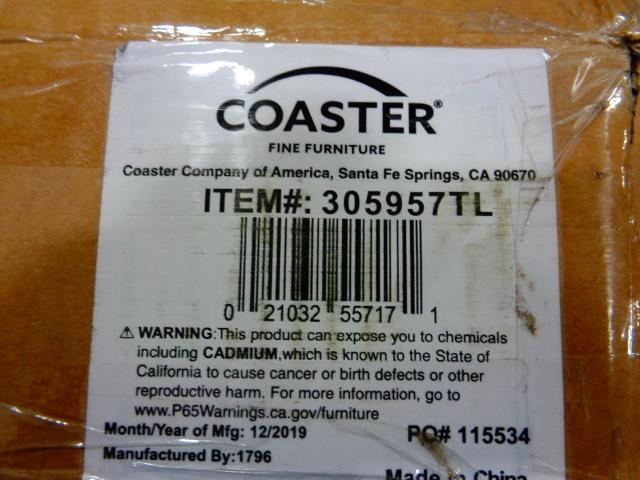 COASTER®
FINE FURNITURE
Coaster Company of America, Santa Fe Springs, CA 90670
ITEM#: 305957TL
0 21032 55717 1
⚠ WARNING:This product can expose you to chemicals
including CADMIUM,which is known to the State of
California to cause cancer or birth defects or other
reproductive harm. For more information, go to
www.P65Warnings.ca.gov/furniture
Month/Year of Mfg: 12/2019 PO# 115534
Manufactured By:1796
Made in China